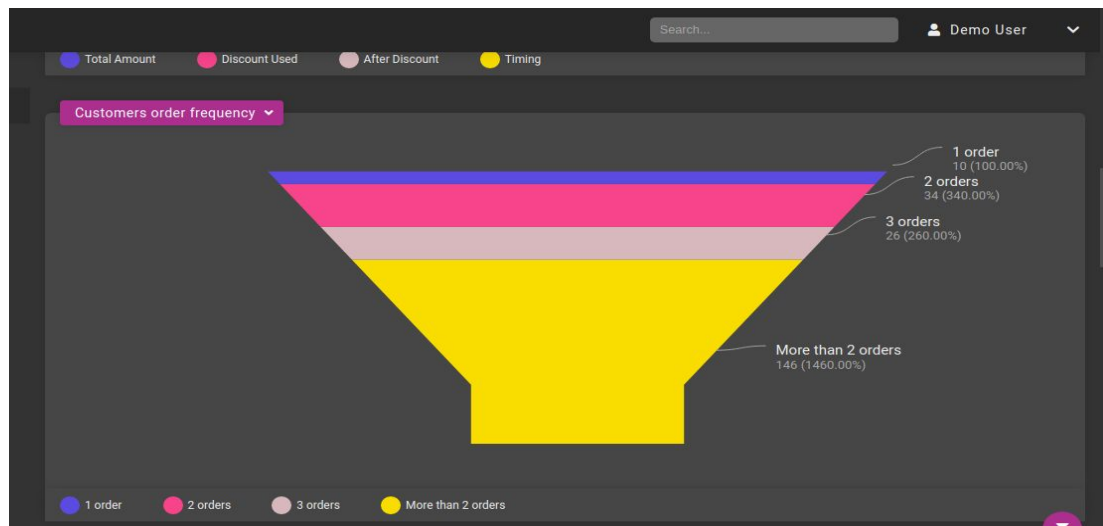 Search...
Demo User
Total Amount
Discount Used
After Discount
Timing
Customers order frequency
1 order
10 (100.00%)
2 orders
34 (340.00%)
3 orders
26 (260.00%)
More than 2 orders
146 (1460.00%)
1 order
2 orders
3 orders
More than 2 orders